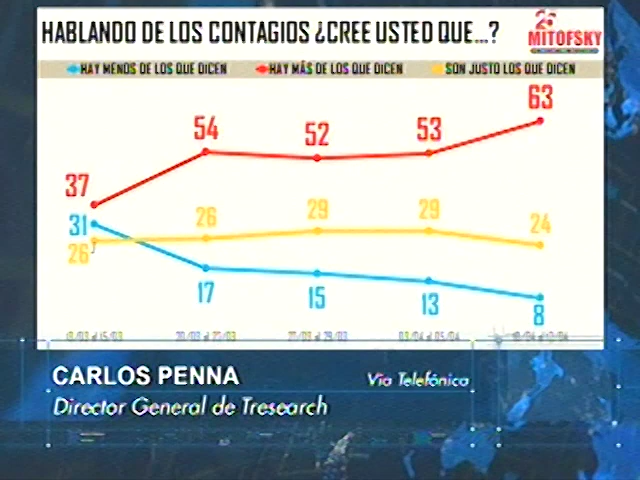 HABLANDO DE LOS CONTAGIOS ¿CREE USTED QUE...?
MITOFSKY
HAY MENOS DE LOS QUE DICEN HAY MÁS DE LOS QUE DICEN SON JUSTO LOS QUE DICEN
63
54
52
53
37
31
26
26
29
29
24
17
15
13
8
CARLOS PENNA
Vía Telefónica
Director General de Tresearch